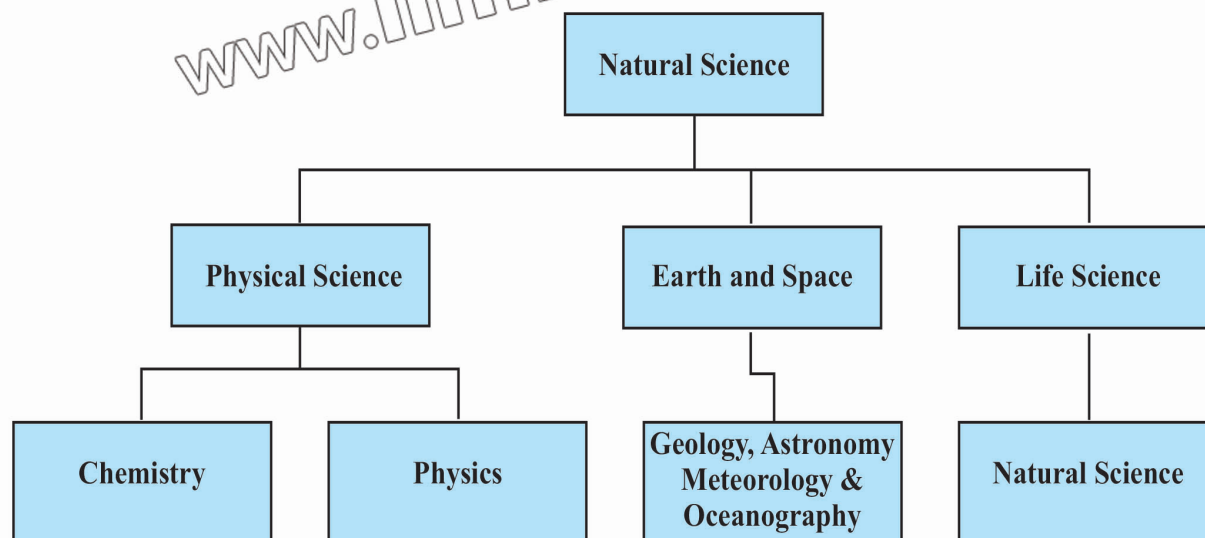 Natural Science
Physical Science
Earth and Space
Life Science
Chemistry
Physics
Geology, Astronomy
Meteorology &
Oceanography
Natural Science